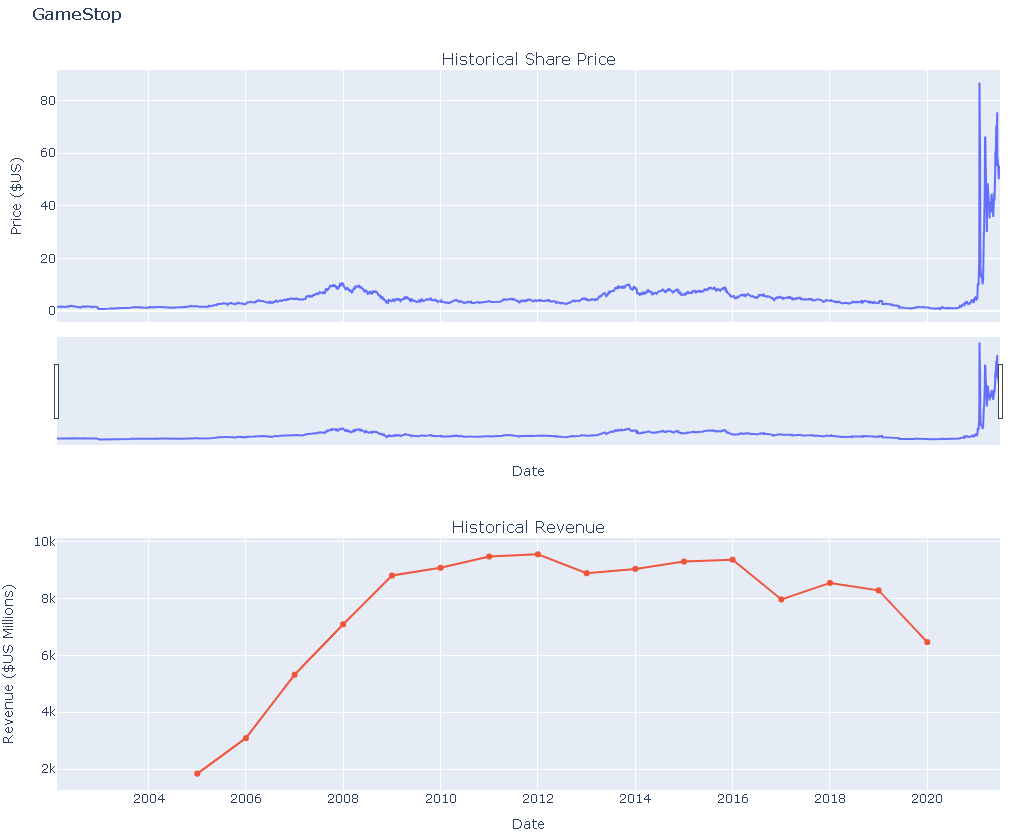 GameStop
Historical Share Price
Price ($US)
80
60
40
20
0
Date
Historical Revenue
Revenue ($US Millions)
10k
8k
6k
4k
2k
2004 2006 2008 2010 2012 2014 2016 2018 2020
Date